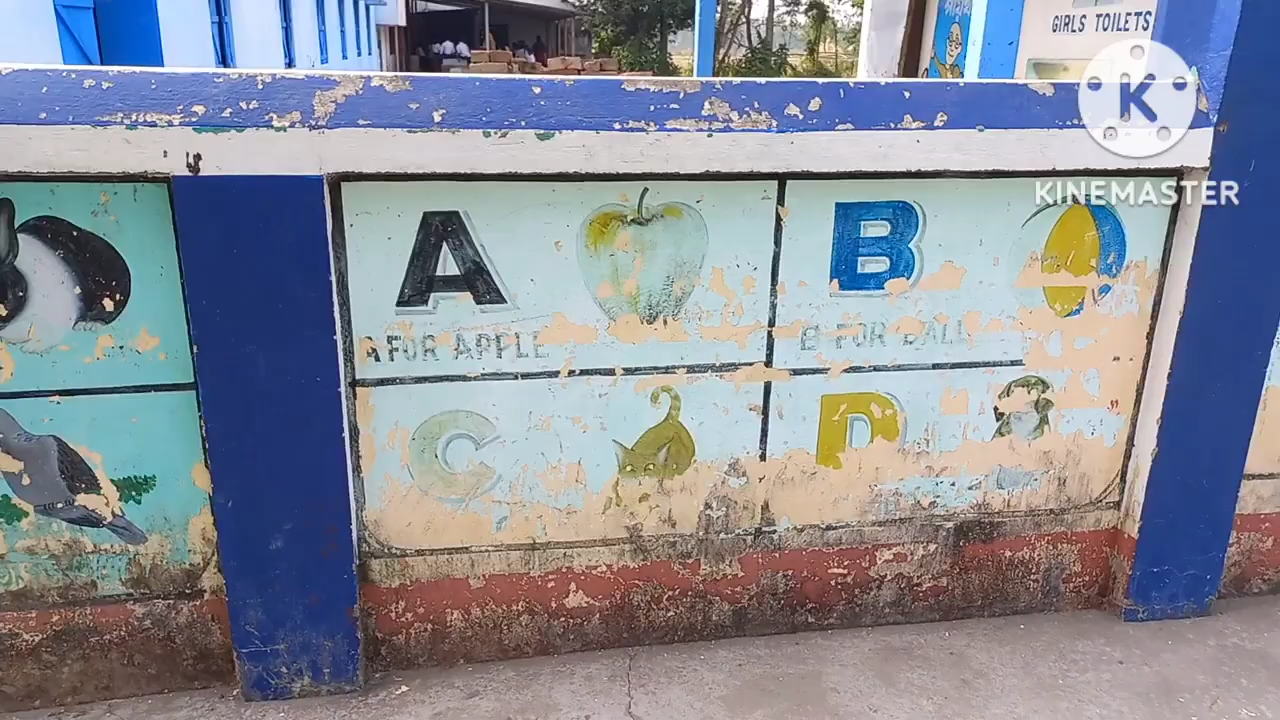 GIRLS TOILETS
K
KINEMASTER
A
B
A FOR APPLE
B FOR BALL
C
D